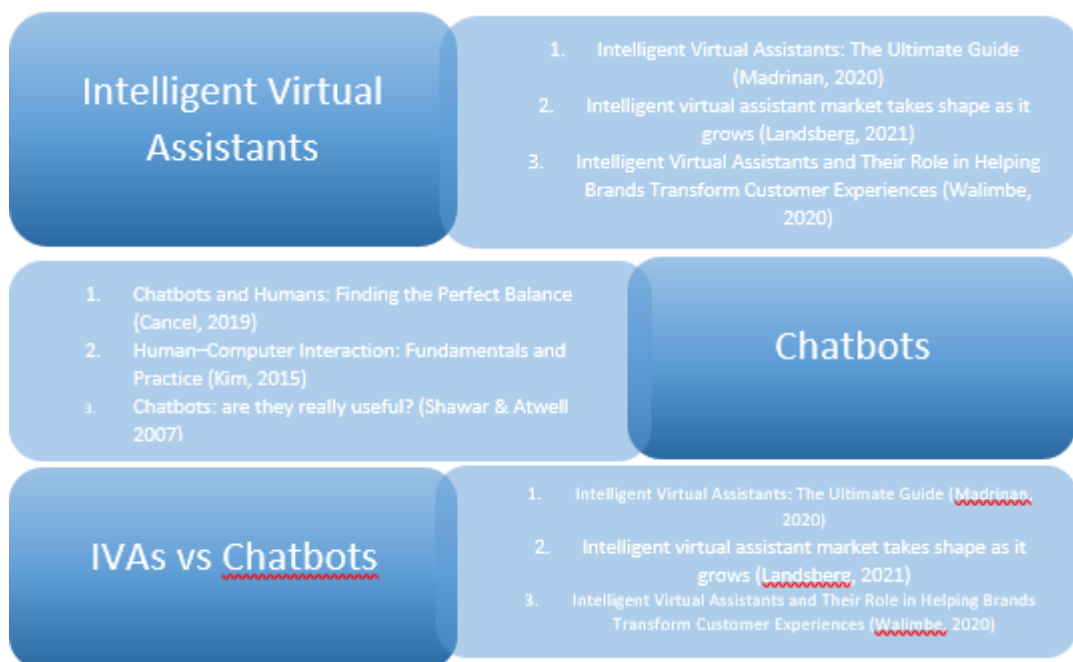 Intelligent Virtual
Assistants
1. Intelligent Virtual Assistants: The Ultimate Guide
(Madrinan, 2020)
2. Intelligent virtual assistant market takes shape as it
grows (Landsberg, 2021)
3. Intelligent Virtual Assistants and Their Role in Helping
Brands Transform Customer Experiences (Walimbe,
2020)
1. Chatbots and Humans: Finding the Perfect Balance
(Cancel, 2019)
2. Human–Computer Interaction: Fundamentals and
Practice (Kim, 2015)
3. Chatbots: are they really useful? (Shawar & Atwell
2007)
Chatbots
IVAs vs Chatbots
1. Intelligent Virtual Assistants: The Ultimate Guide (Madrinan,
2020)
2. Intelligent virtual assistant market takes shape as it
grows (Landsberg, 2021)
3. Intelligent Virtual Assistants and Their Role in Helping Brands
Transform Customer Experiences (Walimbe, 2020)